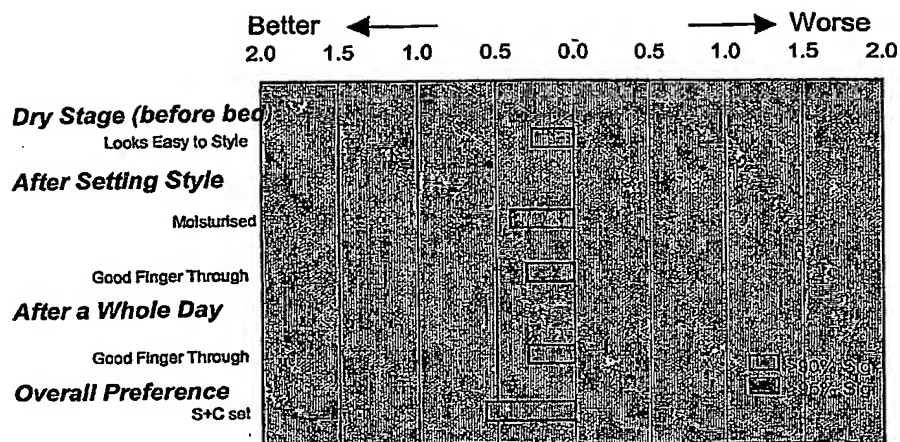 Better Worse
2.0 1.5 1.0 0.5 0.0 0.5 1.0 1.5 2.0
Dry Stage (before bed)
Looks Easy to Style
After Setting Style
Moisturised
Good Finger Through
After a Whole Day
Good Finger Through
Overall Preference
S+C set